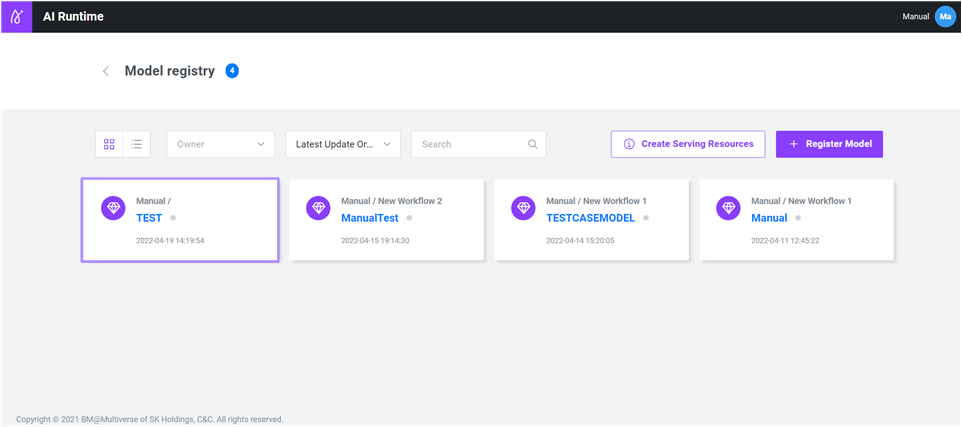 AI Runtime
Manual Ma
Model registry 4
Owner
Latest Update Or...
Search
Create Serving Resources
+ Register Model
Manual /
TEST
2022-04-19 14:19:54
Manual / New Workflow 2
ManualTest
2022-04-15 19:14:30
Manual / New Workflow 1
TESTCASEMODEL
2022-04-14 15:20:05
Manual / New Workflow 1
Manual
2022-04-11 12:45:22
Copyright © 2021 BM@Multiverse of SK Holdings, C&C. All rights reserved.